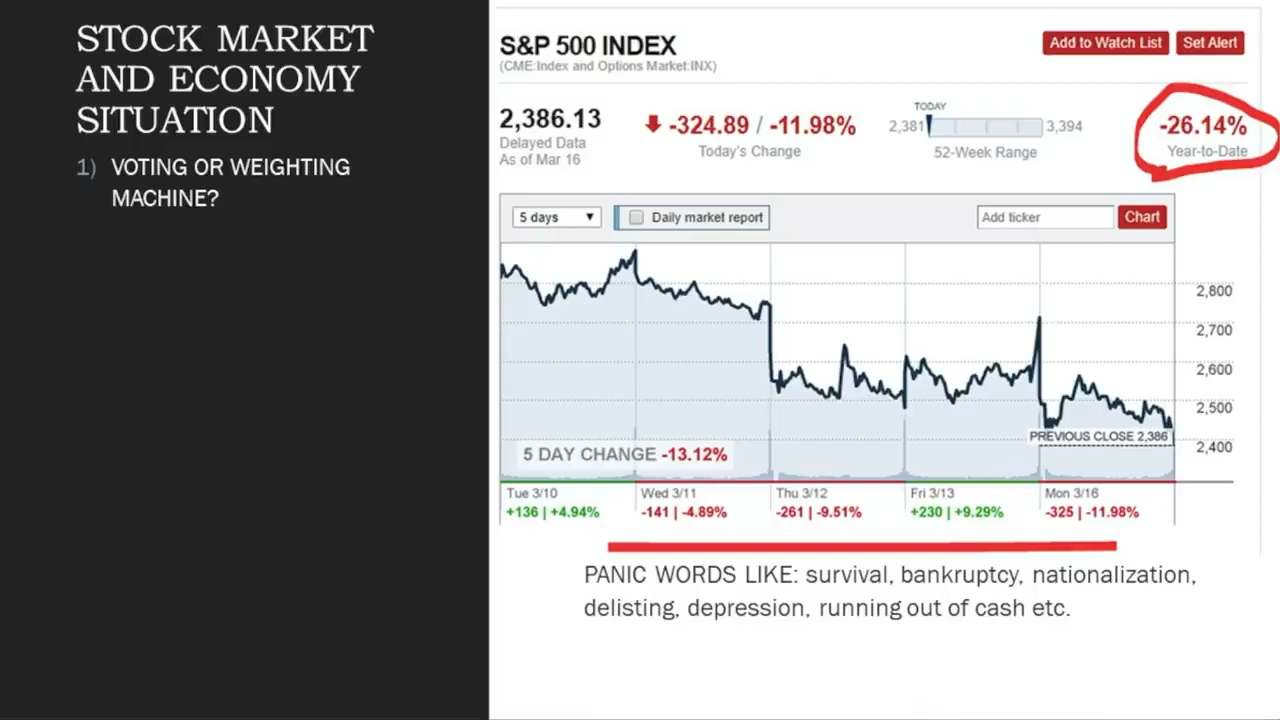 STOCK MARKET
AND ECONOMY
SITUATION
1) VOTING OR WEIGHTING
MACHINE?
S&P 500 INDEX
(CME:Index and Options Market:INX)
Add to Watch List
Set Alert
2,386.13
Delayed Data
As of Mar 16
-324.89 / -11.98%
Today's Change
TODAY
2,381
3,394
52-Week Range
-26.14%
Year-to-Date
5 days
Daily market report
Add ticker
Chart
2,800
2,700
2,600
2,500
2,400
PREVIOUS CLOSE 2,386
5 DAY CHANGE -13.12%
Tue 3/10
+136 | +4.94%
Wed 3/11
-141 | -4.89%
Thu 3/12
-261 | -9.51%
Fri 3/13
+230 | +9.29%
Mon 3/16
-325 | -11.98%
PANIC WORDS LIKE: survival, bankruptcy, nationalization,
delisting, depression, running out of cash etc.